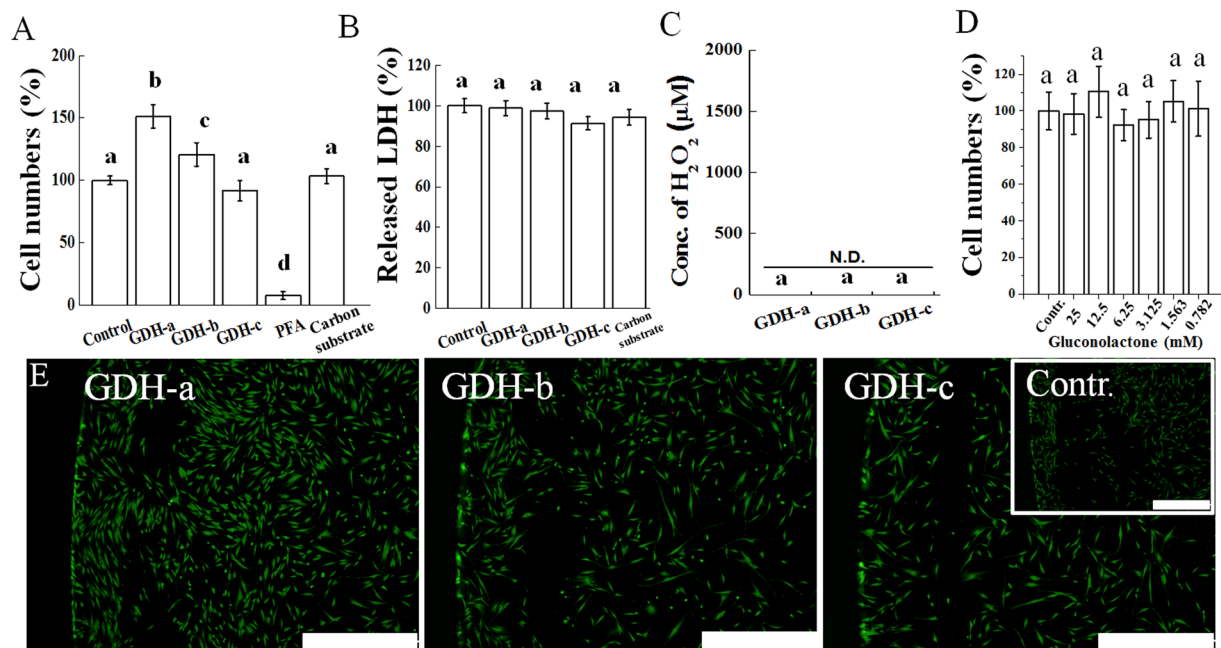 A
Cell numbers (%)
200
150
100
50
0
a
b
c
a
d
a
Control
GDH-a
GDH-b
GDH-c
PFA
Carbon
substrate
B
Released LDH (%)
120
100
80
60
40
20
0
a
a
a
a
a
Control
GDH-a
GDH-b
GDH-c
Carbon
substrate
C
Conc. of H2O2 (μM)
2000
1500
1000
500
0
N.D.
a
a
a
GDH-a
GDH-b
GDH-c
D
Cell numbers (%)
120
100
80
60
40
20
0
a
a
a
a
a
a
a
Contr.
25
12.5
6.25
3.125
1.563
0.782
Gluconolactone (mM)
E
GDH-a
GDH-b
GDH-c
Contr.